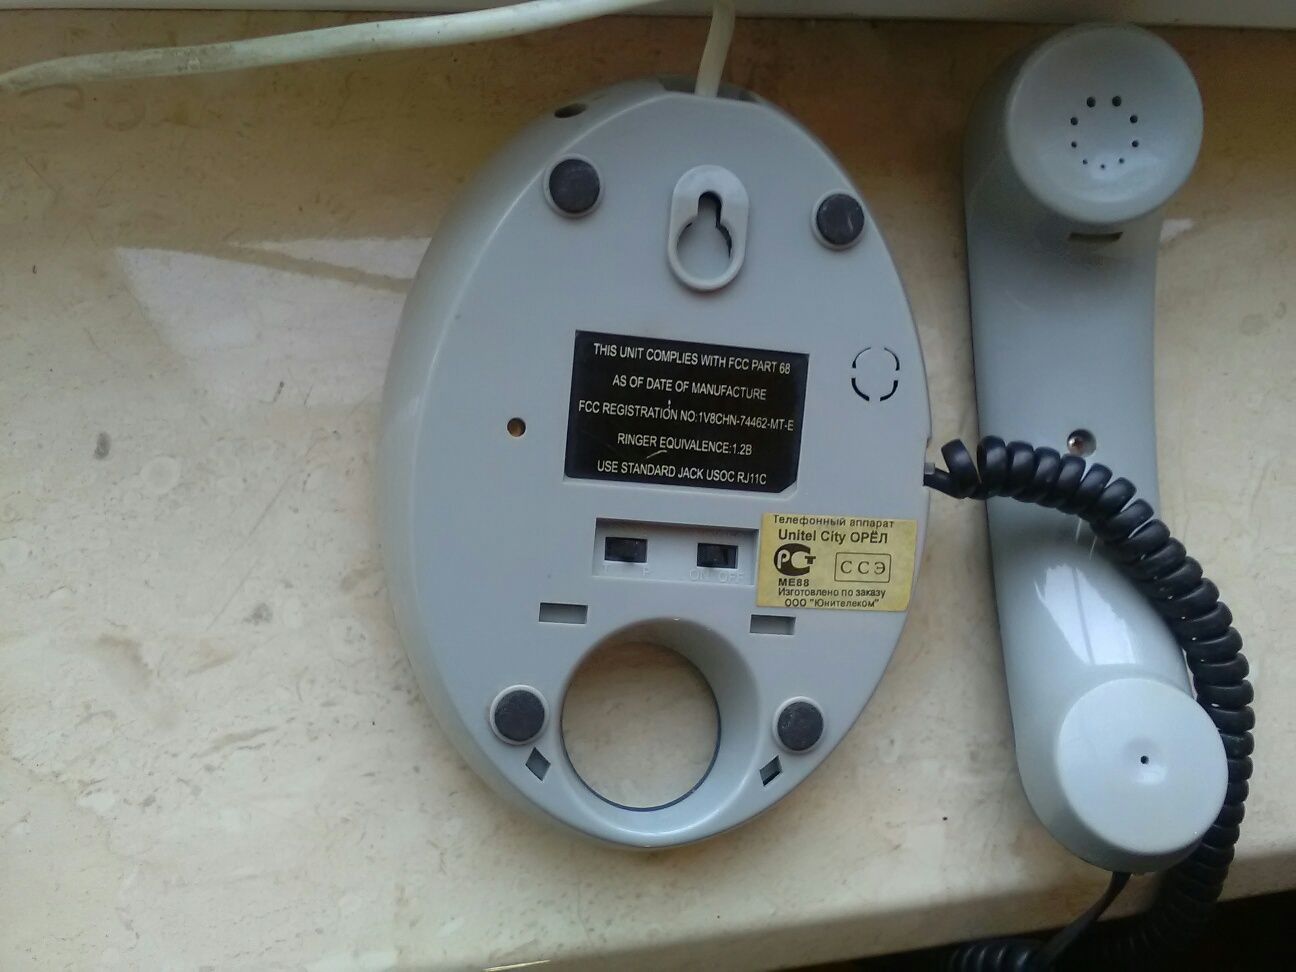 THIS UNIT COMPLIES WITH FCC PART 68
AS OF DATE OF MANUFACTURE
FCC REGISTRATION NO:1V8CHN-74462-MT-E
RINGER EQUIVALENCE:1.2B
USE STANDARD JACK USOC RJ11C
T P
ON OFF
Телефонный аппарат
Unitel City ОРЁЛ
РСТ
ССЭ
МЕ88
Изготовлено по заказу
ООО "Юнителеком"